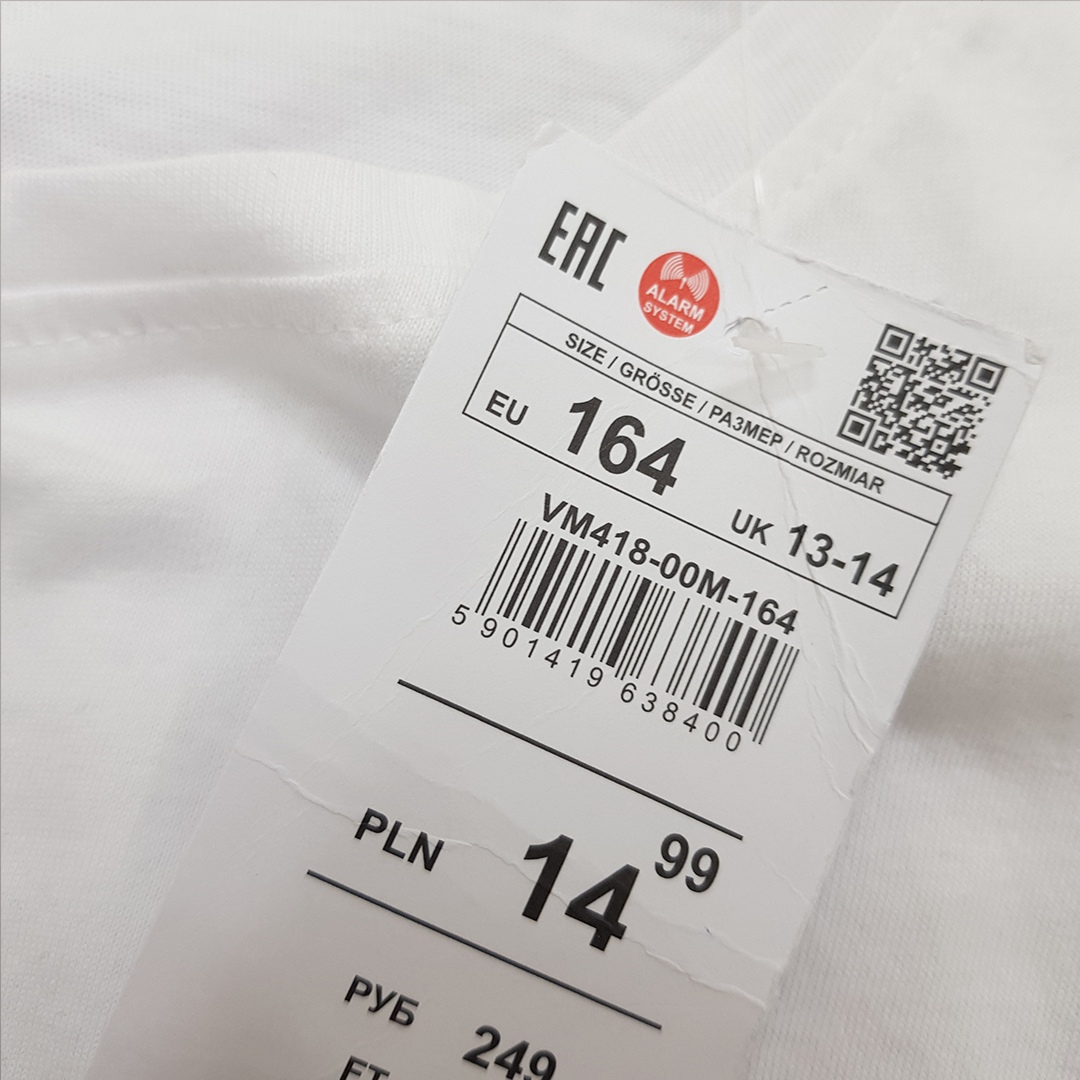 EAC
ALARM
SYSTEM
SIZE / GRÖSSE / РАЗМЕР / ROZMIAR
EU 164 UK 13-14
VM418-00M-164
5 901419 638400
PLN 14 99
РУБ 249
FT